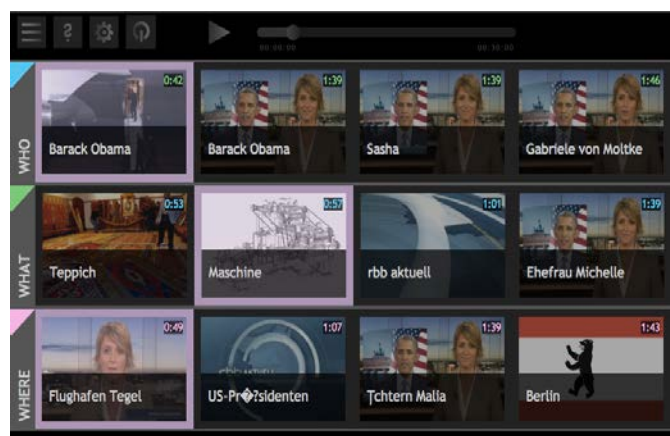 ?
00:00:00 00:30:00
WHO
0:42
Barack Obama
1:39
Barack Obama
1:39
Sasha
1:46
Gabriele von Moltke
WHAT
0:53
Teppich
0:57
Maschine
1:01
rbb aktuell
1:39
Ehefrau Michelle
WHERE
0:49
Flughafen Tegel
1:07
US-Pr�?sidenten
1:39
Tchtern Malia
1:43
Berlin